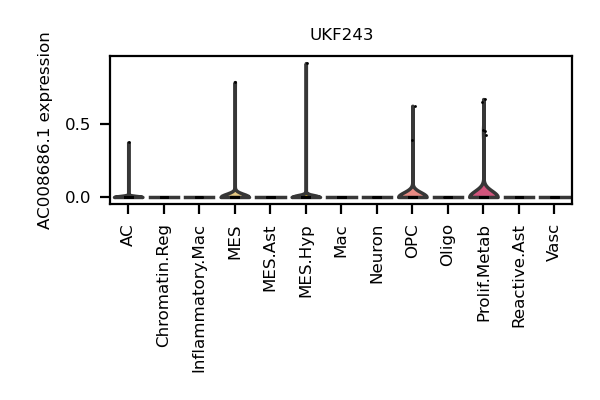 UKF243
AC008686.1 expression
0.5
0.0
AC
Chromatin.Reg
Inflammatory.Mac
MES
MES.Ast
MES.Hyp
Mac
Neuron
OPC
Oligo
Prolif.Metab
Reactive.Ast
Vasc